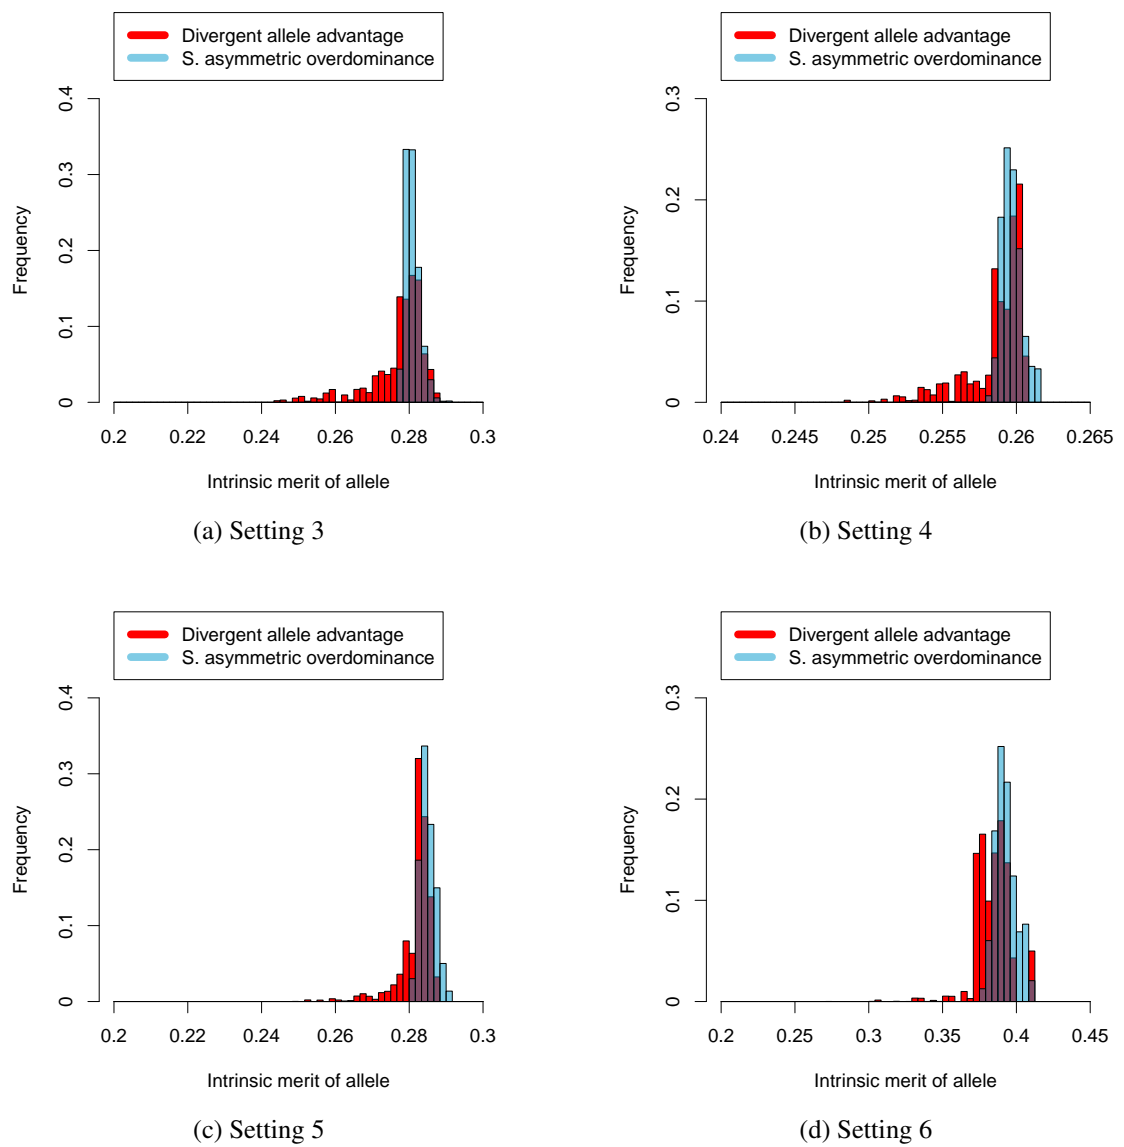 Divergent allele advantage
S. asymmetric overdominance
Frequency
0.4
0.3
0.2
0.1
0
0.2 0.22 0.24 0.26 0.28 0.3
Intrinsic merit of allele
(a) Setting 3
Divergent allele advantage
S. asymmetric overdominance
Frequency
0.3
0.2
0.1
0
0.24 0.245 0.25 0.255 0.26 0.265
Intrinsic merit of allele
(b) Setting 4
Divergent allele advantage
S. asymmetric overdominance
Frequency
0.4
0.3
0.2
0.1
0
0.2 0.22 0.24 0.26 0.28 0.3
Intrinsic merit of allele
(c) Setting 5
Divergent allele advantage
S. asymmetric overdominance
Frequency
0.3
0.2
0.1
0
0.2 0.25 0.3 0.35 0.4 0.45
Intrinsic merit of allele
(d) Setting 6